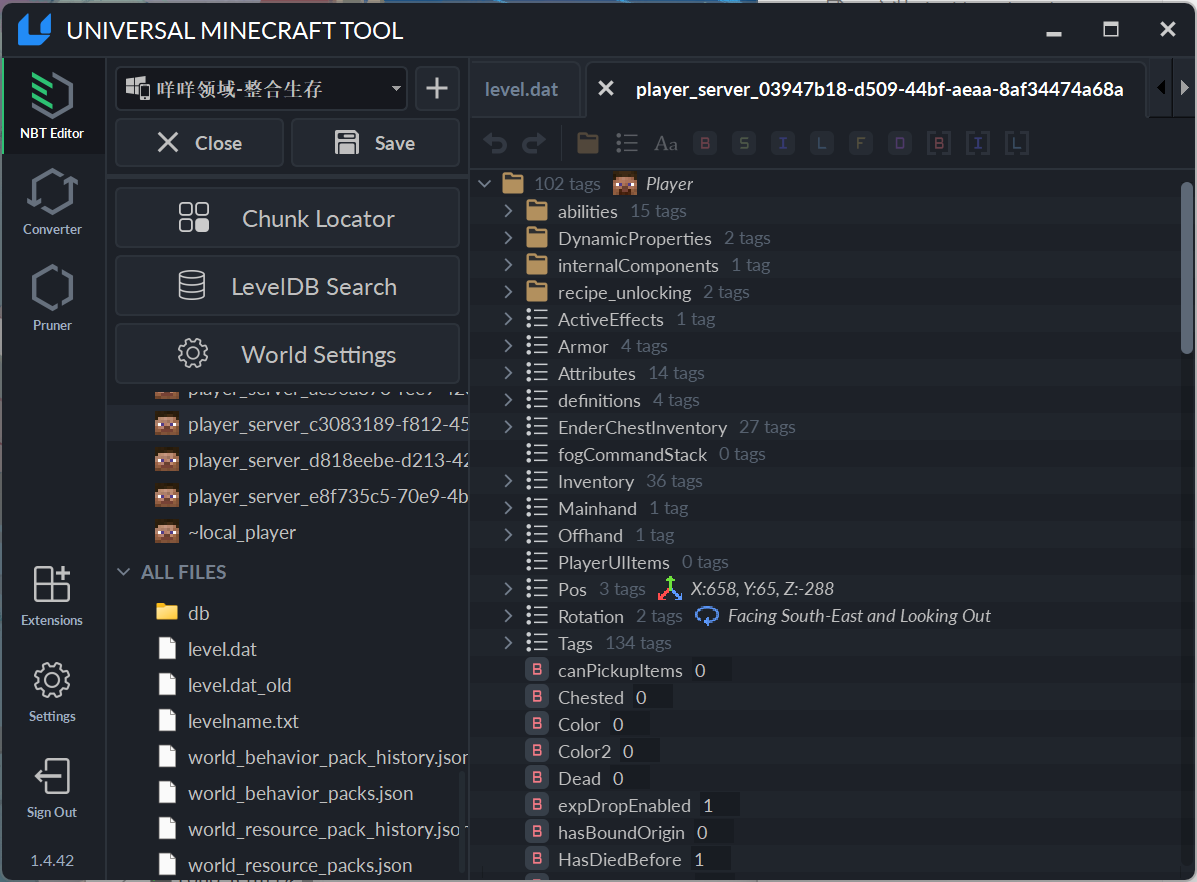 UNIVERSAL MINECRAFT TOOL
NBT Editor
Converter
Pruner
Extensions
Settings
Sign Out
1.4.42
咩咩领域-整合生存
Close
Save
Chunk Locator
LevelDB Search
World Settings
player_server_c3083189-f812-45
player_server_d818eebe-d213-42
player_server_e8f735c5-70e9-4b
~local_player
ALL FILES
db
level.dat
level.dat_old
levelname.txt
world_behavior_pack_history.json
world_behavior_packs.json
world_resource_pack_history.jso
world_resource_packs.json
level.dat
player_server_03947b18-d509-44bf-aeaa-8af34474a68a
Aa B S I L F D B I L
102 tags Player
abilities 15 tags
DynamicProperties 2 tags
internalComponents 1 tag
recipe_unlocking 2 tags
ActiveEffects 1 tag
Armor 4 tags
Attributes 14 tags
definitions 4 tags
EnderChestInventory 27 tags
fogCommandStack 0 tags
Inventory 36 tags
Mainhand 1 tag
Offhand 1 tag
PlayerUIItems 0 tags
Pos 3 tags X:658, Y:65, Z:-288
Rotation 2 tags Facing South-East and Looking Out
Tags 134 tags
B canPickupItems 0
B Chested 0
B Color 0
B Color2 0
B Dead 0
B expDropEnabled 1
B hasBoundOrigin 0
B HasDiedBefore 1